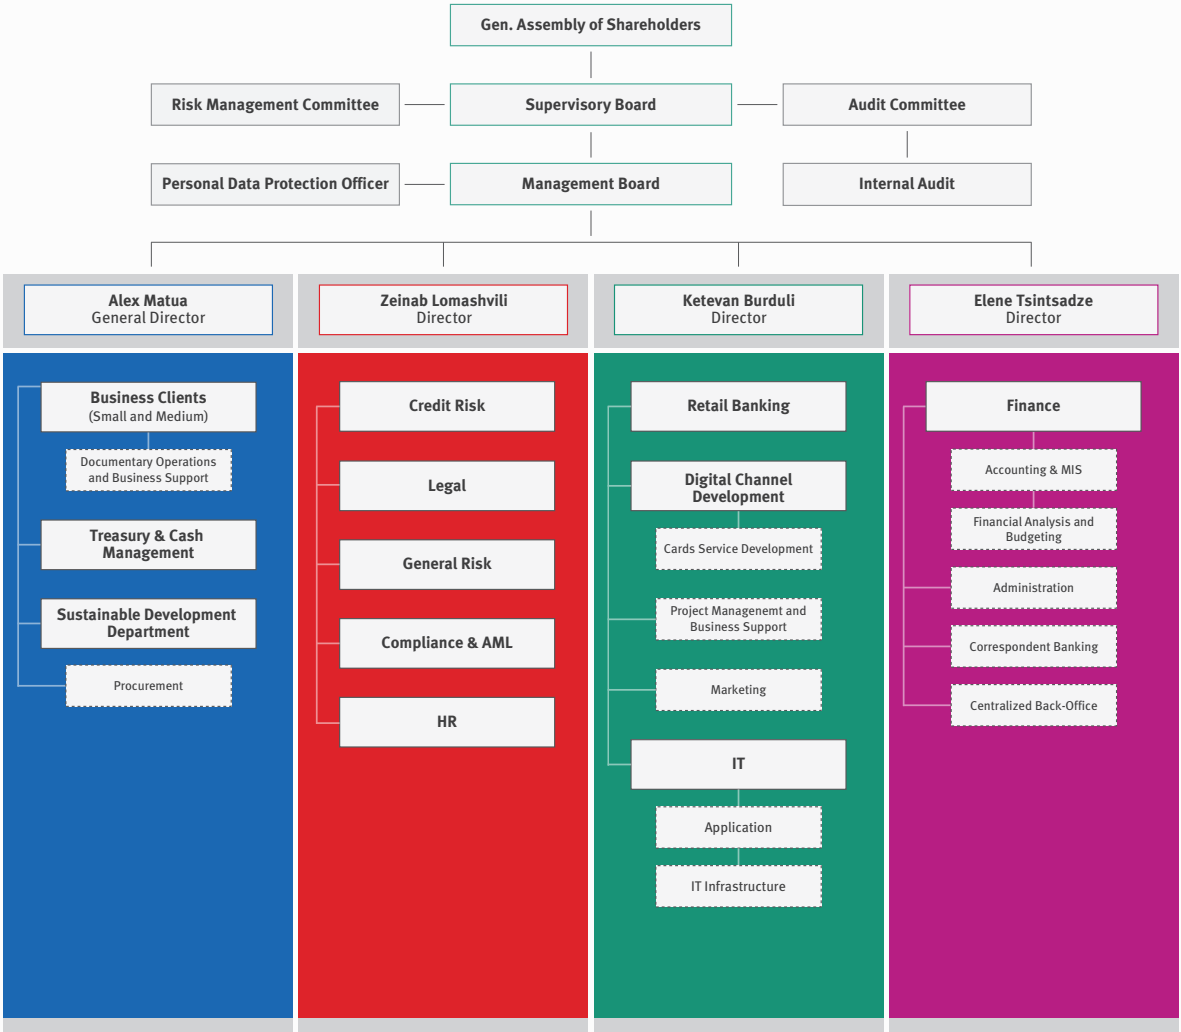 Gen. Assembly of Shareholders
Risk Management Committee
Supervisory Board
Audit Committee
Personal Data Protection Officer
Management Board
Internal Audit
Alex Matua
General Director
Zeinab Lomashvili
Director
Ketevan Burduli
Director
Elene Tsintsadze
Director
Business Clients
(Small and Medium)
Documentary Operations
and Business Support
Treasury & Cash
Management
Sustainable Development
Department
Procurement
Credit Risk
Legal
General Risk
Compliance & AML
HR
Retail Banking
Digital Channel
Development
Cards Service Development
Project Managenemt and
Business Support
Marketing
IT
Application
IT Infrastructure
Finance
Accounting & MIS
Financial Analysis and
Budgeting
Administration
Correspondent Banking
Centralized Back-Office